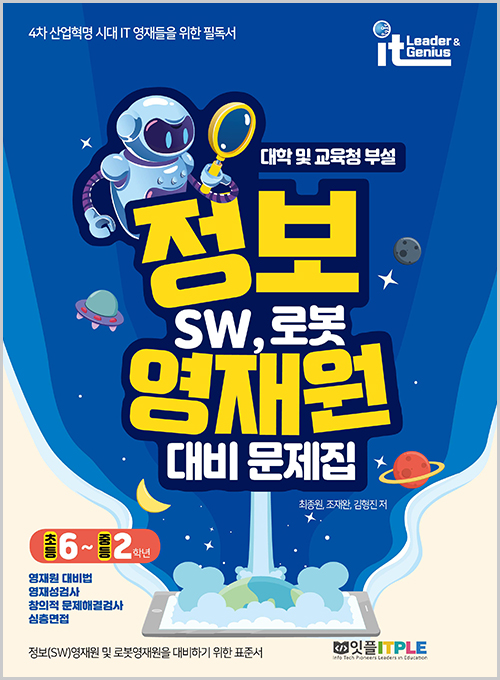 4차 산업혁명 시대 IT 영재들을 위한 필독서
it Leader &
Genius
대학 및 교육청 부설
정보
SW, 로봇
영재원
대비 문제집
최종원, 조재완, 김형진 저
초등6 ~ 중등2학년
영재원 대비법
영재성검사
창의적 문제해결검사
심층면접
정보(SW)영재원 및 로봇영재원을 대비하기 위한 표준서
잇플ITPLE
Info Tech Pioneers Leaders in Education